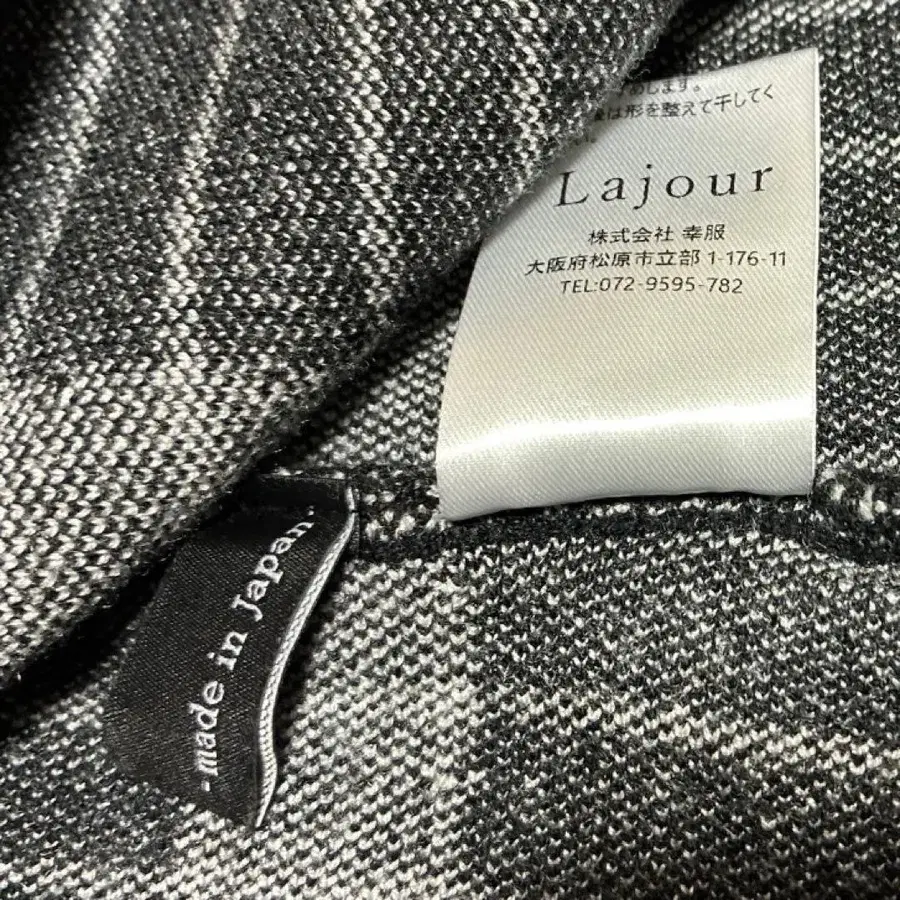 めします。
後は形を整えて干してく
Lajour
株式会社 幸服
大阪府松原市立部 1-176-11
TEL:072-9595-782
-made in Japan-